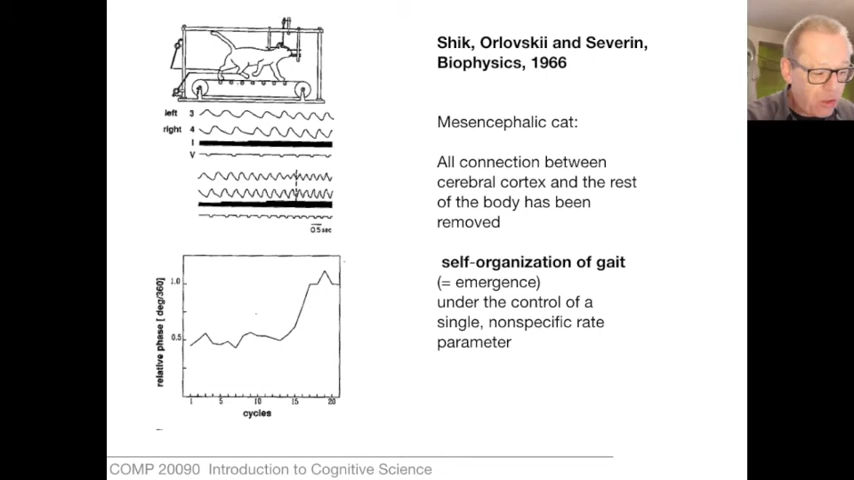 Shik, Orlovskii and Severin,
Biophysics, 1966
left 3
right 4
I
V
0.5 sec
Mesencephalic cat:
All connection between
cerebral cortex and the rest
of the body has been
removed
self-organization of gait
(= emergence)
under the control of a
single, nonspecific rate
parameter
relative phase [ deg/360]
1.0
0.5
1 5 10 15 20
cycles
COMP 20090 Introduction to Cognitive Science